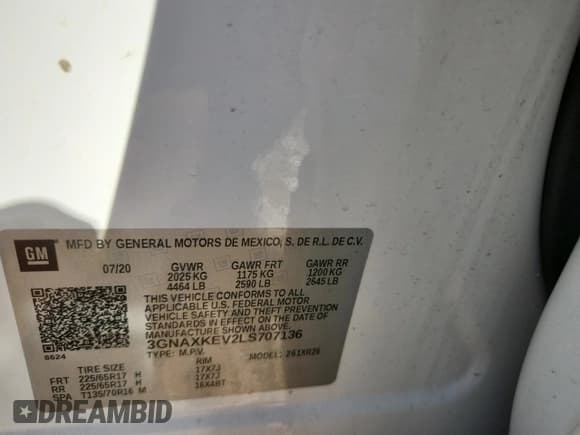 GM MFD BY GENERAL MOTORS DE MEXICO, S. DE R.L. DE C.V.
07/20 GVWR GAWR FRT GAWR RR
2025 KG 1175 KG 1200 KG
4464 LB 2590 LB 2645 LB
THIS VEHICLE CONFORMS TO ALL
APPLICABLE U.S. FEDERAL MOTOR
VEHICLE SAFETY AND THEFT PREVENTION
STANDARDS IN EFFECT ON THE DATE OF
MANUFACTURE SHOWN ABOVE.
3GNAXKEV2LS707136
8624 TYPE: M.P.V. MODEL:
TIRE SIZE RIM
FRT 225/65R17 H 17X7J
RR 225/65R17 H 17X7J
SPA T135/70R16 M 16X4BT
DREAMBID